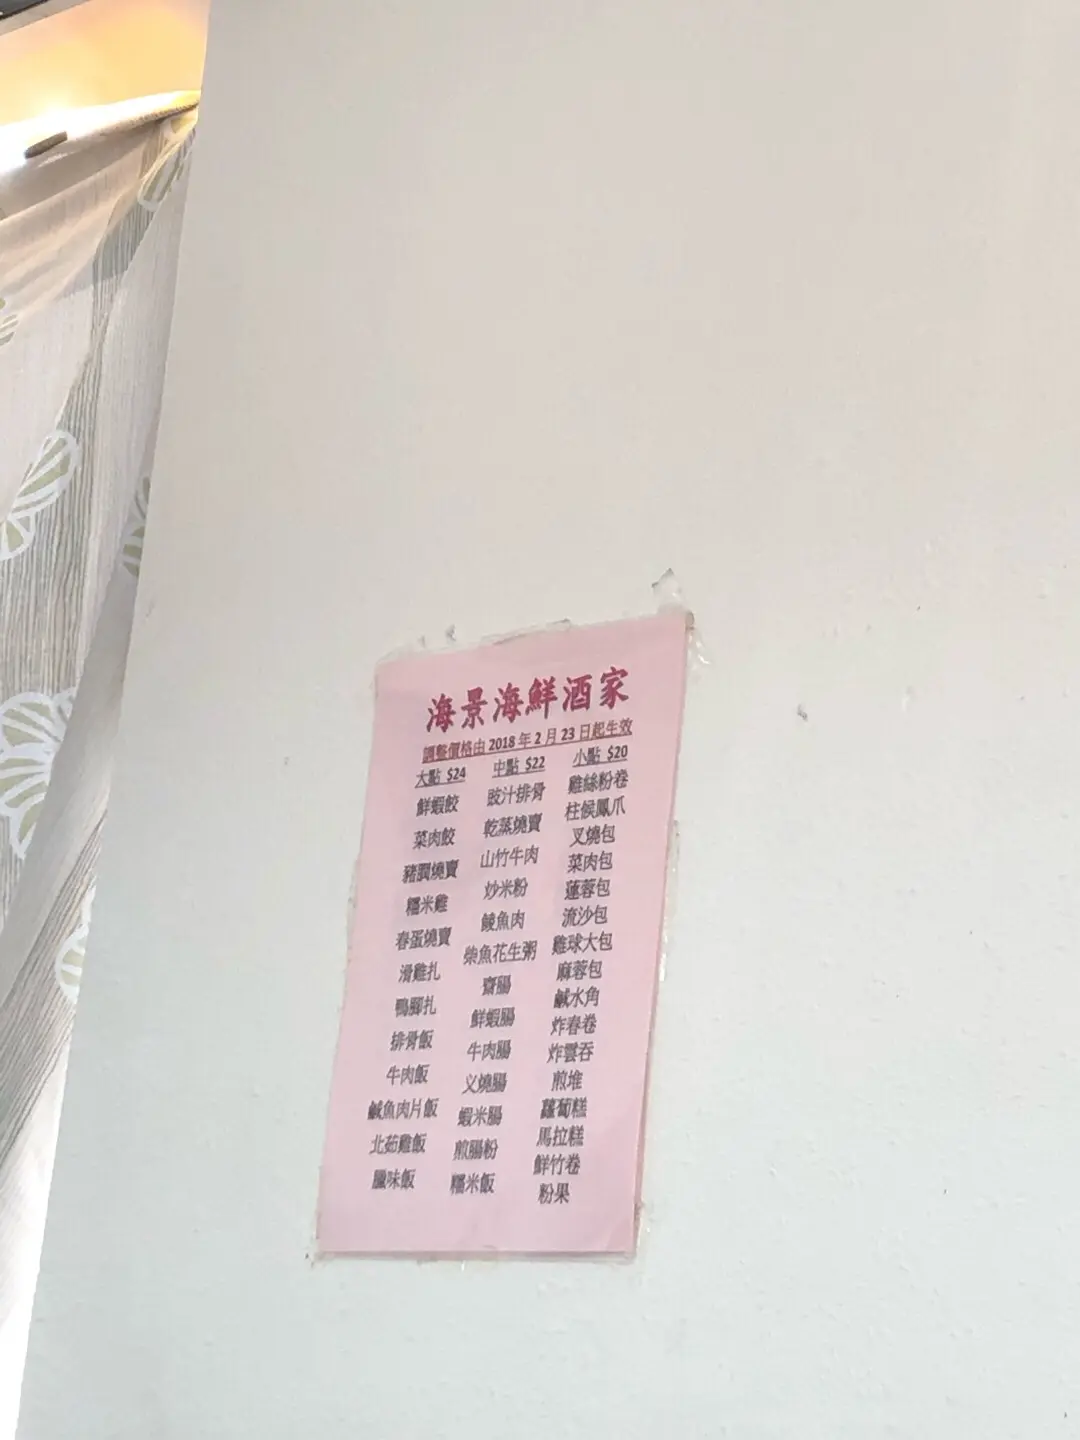 海景海鮮酒家
調整價格由 2018 年 2 月 23 日起生效
大點 $24
鮮蝦餃
菜肉餃
豬膶燒賣
糯米雞
春蛋燒賣
滑雞扎
鴨腳扎
排骨飯
牛肉飯
鹹魚肉片飯
北菇雞飯
臘味飯
中點 $22
豉汁排骨
乾蒸燒賣
山竹牛肉
炒米粉
鯪魚肉
柴魚花生粥
齋腸
鮮蝦腸
牛肉腸
义燒腸
蝦米腸
煎腸粉
糯米飯
小點 $20
雞絲粉卷
柱候鳳爪
叉燒包
菜肉包
蓮蓉包
流沙包
雞球大包
麻蓉包
鹹水角
炸春卷
炸雲吞
煎堆
蘿蔔糕
馬拉糕
鮮竹卷
粉果